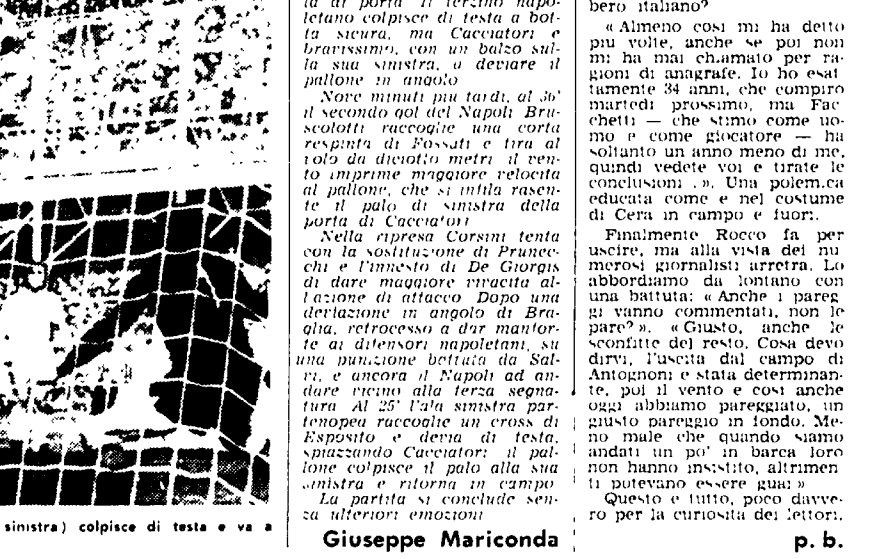 sinistra) colpisce di testa e va a
la di porta Il terzino napo-
letano colpisce di testa a bot-
ta sicura, ma Cacciatori e
bravissimo, con un balzo sul-
la sua sinistra, a deviare il
pallone in angolo
Nove minuti piu tardi, al 36'
il secondo gol del Napoli Bru-
scolotti raccoglie una corta
respinta di Fossati e tira al
volo da diciotto metri il ven-
to imprime maggiore velocita
al pallone, che si infila rasen-
te il palo di sinistra della
porta di Cacciatori
Nella ripresa Corsini tenta
con la sostituzione di Prunec-
chi e l'innesto di De Giorgis
di dare maggiore vivacita al-
l azione di attacco Dopo una
deviazione in angolo di Bra-
glia, retrocesso a dar manfor-
te ai difensori napoletani, su
una punizione battuta da Sal-
vi, e ancora il Napoli ad an-
dare vicino alla terza segna-
tura Al 25' l'ala sinistra par-
tenopea raccoglie un cross di
Esposito e devia di testa,
spiazzando Cacciatori il pal-
lone colpisce il palo alla sua
sinistra e ritorna in campo
La partita si conclude sen-
za ulteriori emozioni
Giuseppe Mariconda
bero italiano?
« Almeno cosi mi ha detto
piu volte, anche se poi non
mi ha mai chiamato per ra-
gioni di anagrafe. Io ho esat
tamente 34 anni, che compiro
martedi prossimo, ma Fac
chetti — che stimo come uo-
mo e come giocatore — ha
soltanto un anno meno di me,
quindi vedete voi e tirate le
conclusioni . ». Una polemica
educata come e nel costume
di Cera in campo e fuori.
Finalmente Rocco fa per
uscire, ma alla vista dei nu
merosi giornalisti arretra. Lo
abbordiamo da lontano con
una battuta: « Anche i pareg
gi vanno commentati, non le
pare? ». « Giusto, anche le
sconfitte del resto. Cosa devo
dirvi, l'uscita dal campo di
Antognoni e stata determinan-
te, poi il vento e cosi anche
oggi abbiamo pareggiato, un
giusto pareggio in fondo. Me-
no male che quando siamo
andati un po' in barca loro
non hanno insistito, altrimen
ti potevano essere guai »
Questo e tutto, poco davve-
ro per la curiosita dei lettori.
p. b.